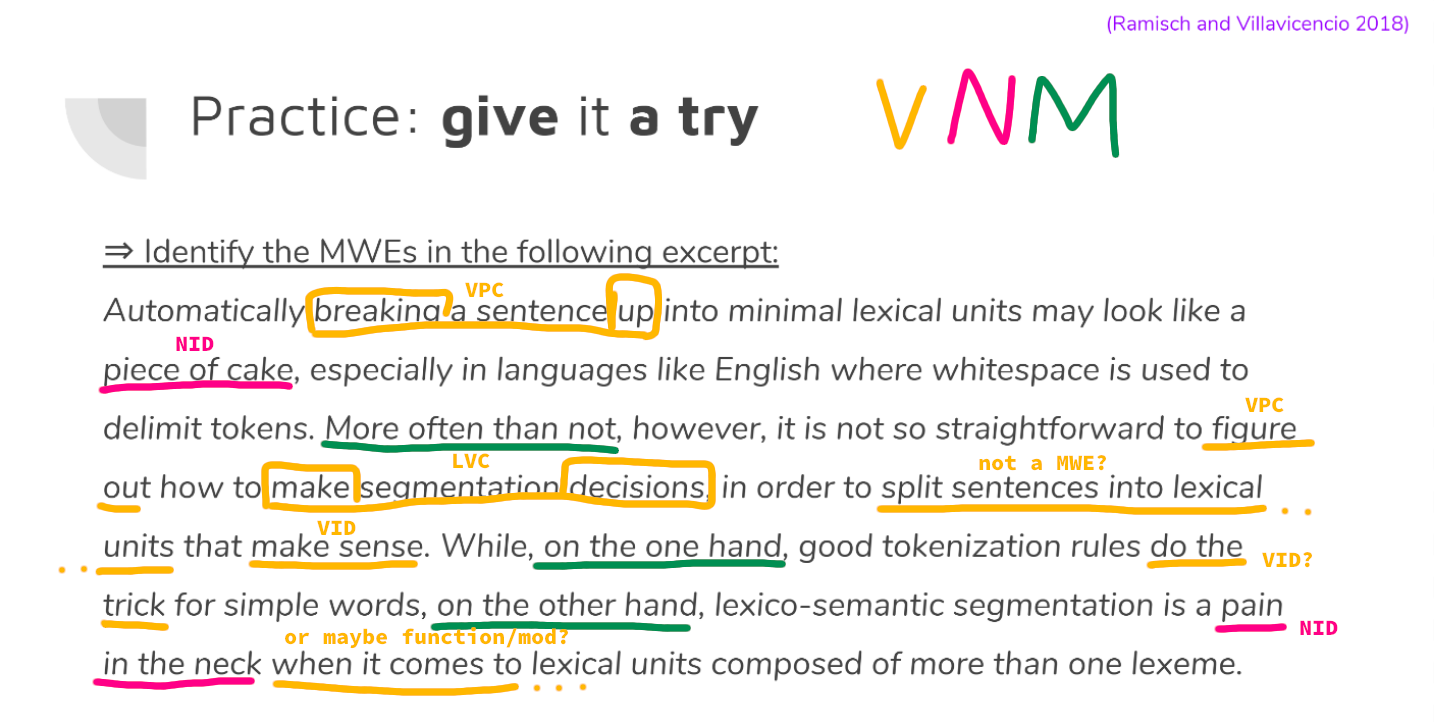 (Ramisch and Villavicencio 2018)
Practice: give it a try
V N M
⇒ Identify the MWEs in the following excerpt:
VPC
Automatically breaking a sentence up into minimal lexical units may look like a
NID
piece of cake, especially in languages like English where whitespace is used to
VPC
delimit tokens. More often than not, however, it is not so straightforward to figure
LVC not a MWE?
out how to make segmentation decisions, in order to split sentences into lexical
VID
units that make sense. While, on the one hand, good tokenization rules do the
VID?
trick for simple words, on the other hand, lexico-semantic segmentation is a pain
NID
or maybe function/mod?
in the neck when it comes to lexical units composed of more than one lexeme.